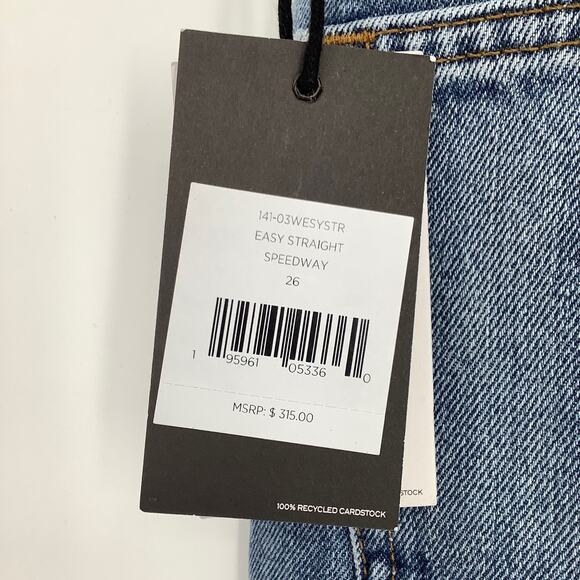 141-03WESYSTR
EASY STRAIGHT
SPEEDWAY
26
1 95961 05336 0
MSRP: $ 315.00
100% RECYCLED CARDSTOCK
STOCK